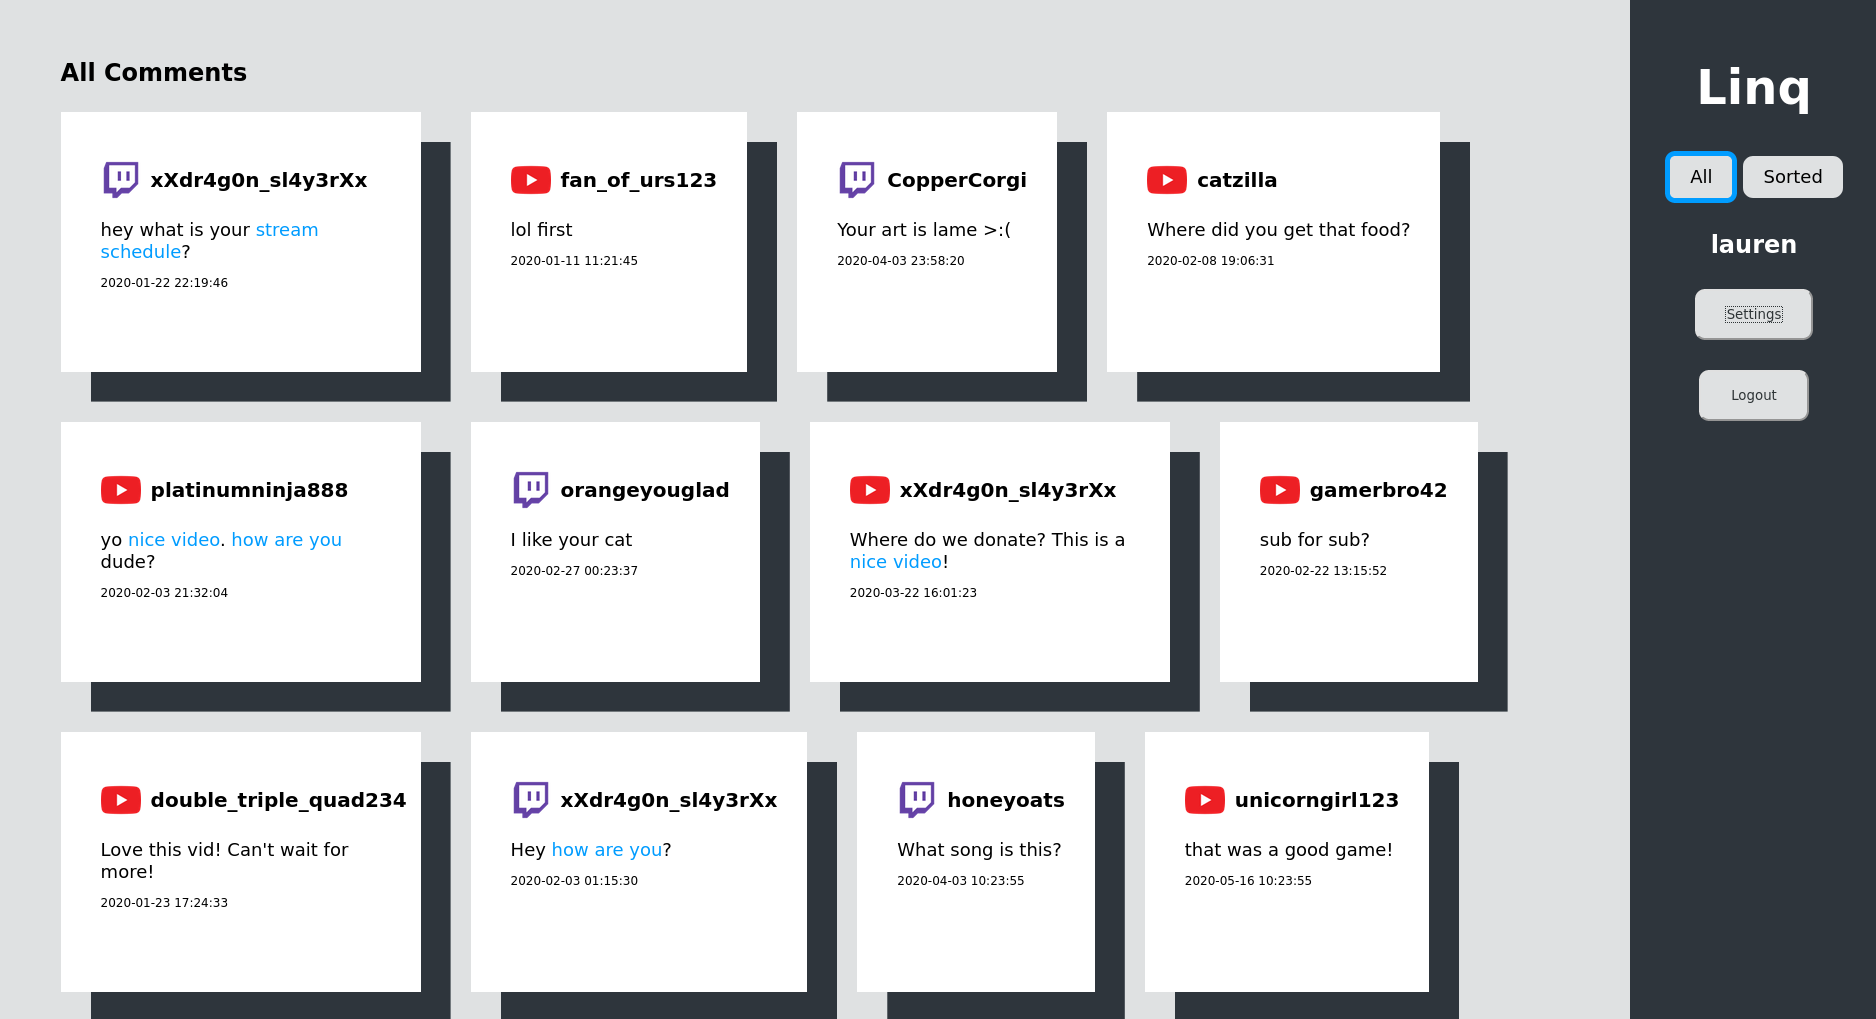 All Comments
xXdr4g0n_sl4y3rXx
hey what is your stream
schedule?
2020-01-22 22:19:46
fan_of_urs123
lol first
2020-01-11 11:21:45
CopperCorgi
Your art is lame >:(
2020-04-03 23:58:20
catzilla
Where did you get that food?
2020-02-08 19:06:31
platinumninja888
yo nice video. how are you
dude?
2020-02-03 21:32:04
orangeyouglad
I like your cat
2020-02-27 00:23:37
xXdr4g0n_sl4y3rXx
Where do we donate? This is a
nice video!
2020-03-22 16:01:23
gamerbro42
sub for sub?
2020-02-22 13:15:52
double_triple_quad234
Love this vid! Can't wait for
more!
2020-01-23 17:24:33
xXdr4g0n_sl4y3rXx
Hey how are you?
2020-02-03 01:15:30
honeyoats
What song is this?
2020-04-03 10:23:55
unicorngirl123
that was a good game!
2020-05-16 10:23:55
Linq
All Sorted
lauren
Settings
Logout